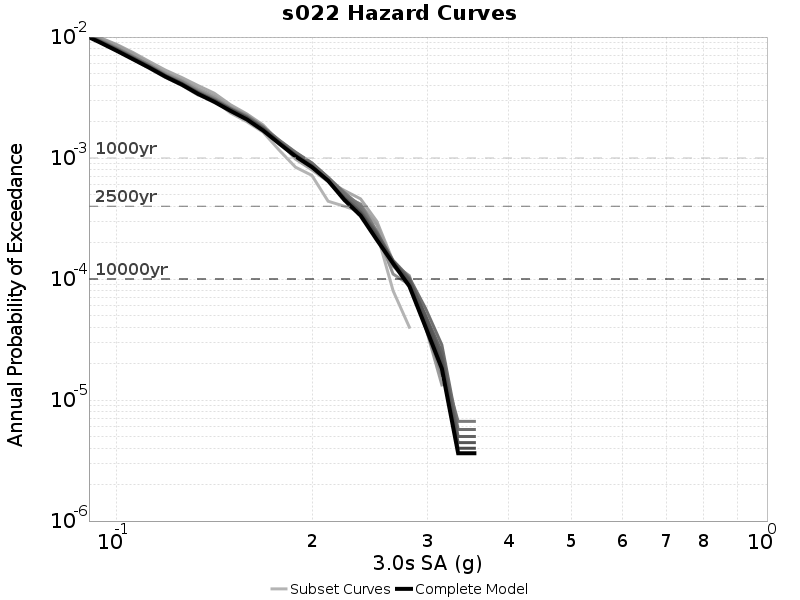 s022 Hazard Curves
Annual Probability of Exceedance
10^-2
10^-3
10^-4
10^-5
10^-6
1000yr
2500yr
10000yr
10^-1 2 3 4 5 6 7 8 10^0
3.0s SA (g)
Subset Curves Complete Model